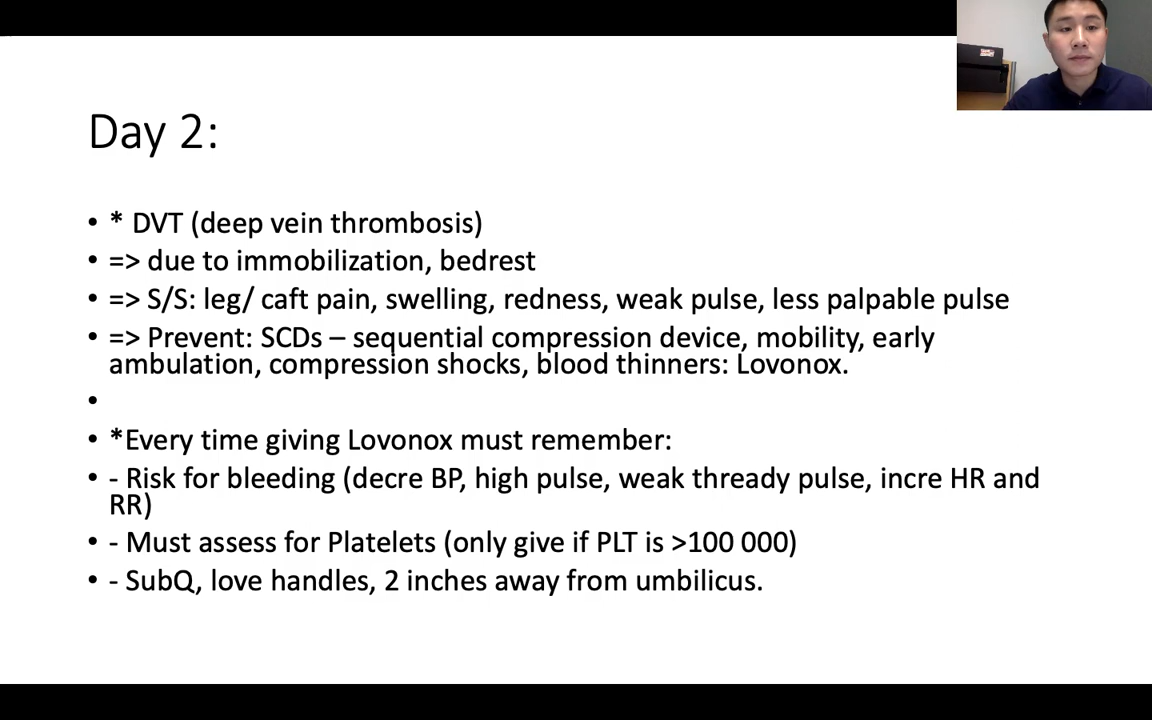 Day 2:
• * DVT (deep vein thrombosis)
• => due to immobilization, bedrest
• => S/S: leg/ caft pain, swelling, redness, weak pulse, less palpable pulse
• => Prevent: SCDs – sequential compression device, mobility, early
ambulation, compression shocks, blood thinners: Lovonox.
•
• *Every time giving Lovonox must remember:
• - Risk for bleeding (decre BP, high pulse, weak thready pulse, incre HR and
RR)
• - Must assess for Platelets (only give if PLT is >100 000)
• - SubQ, love handles, 2 inches away from umbilicus.